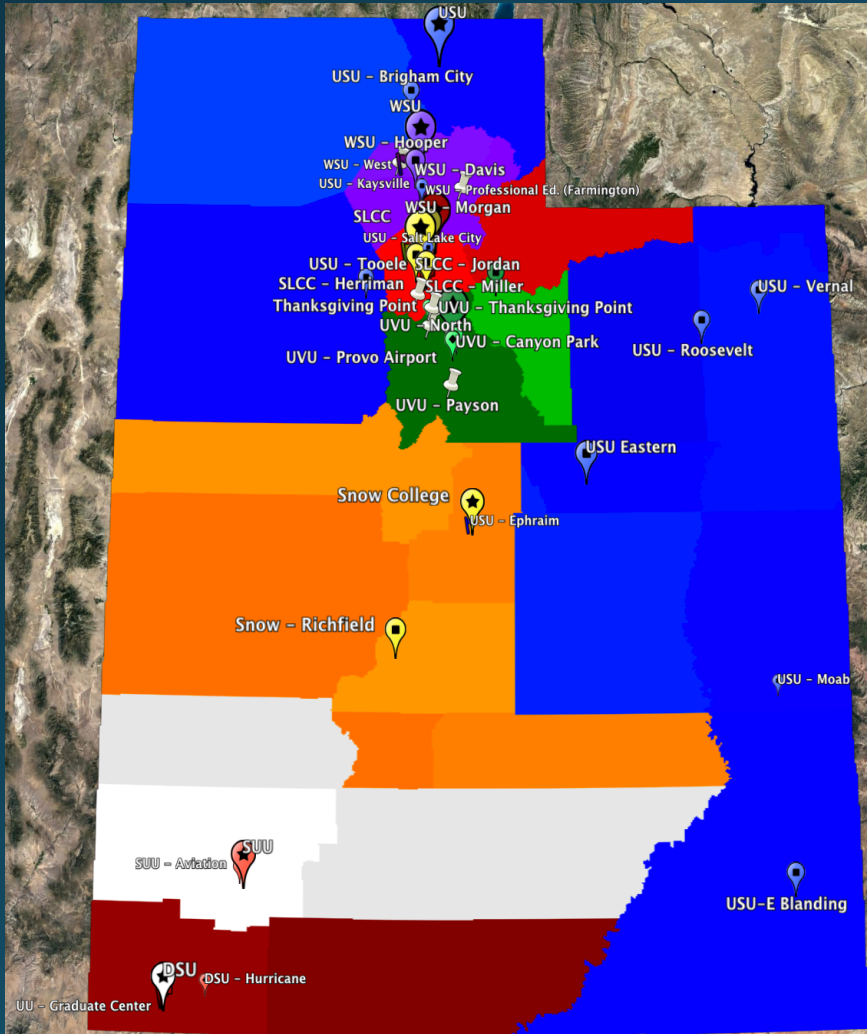 USU
USU - Brigham City
WSU
WSU - Hooper
WSU - West
WSU - Davis
USU - Kaysville
WSU - Professional Ed. (Farmington)
WSU - Morgan
SLCC
USU - Salt Lake City
USU - Tooele
SLCC - Jordan
SLCC - Herriman
SLCC - Miller
Thanksgiving Point
UVU - Thanksgiving Point
UVU - North
UVU - Canyon Park
UVU - Provo Airport
UVU - Payson
USU - Vernal
USU - Roosevelt
USU Eastern
Snow College
USU - Ephraim
Snow - Richfield
USU - Moab
SUU
SUU - Aviation
USU-E Blanding
DSU
DSU - Hurricane
UU - Graduate Center